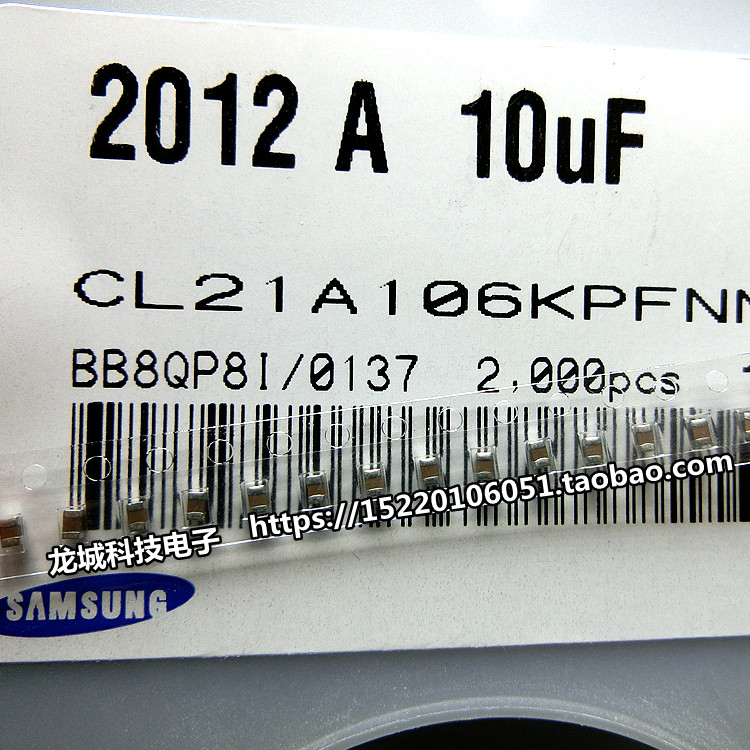 2012 A 10uF
CL21A106KPFNN
BB8QP8I/0137 2,000pcs
https://15220106051.taobao.com
龙城科技电子
SAMSUNG